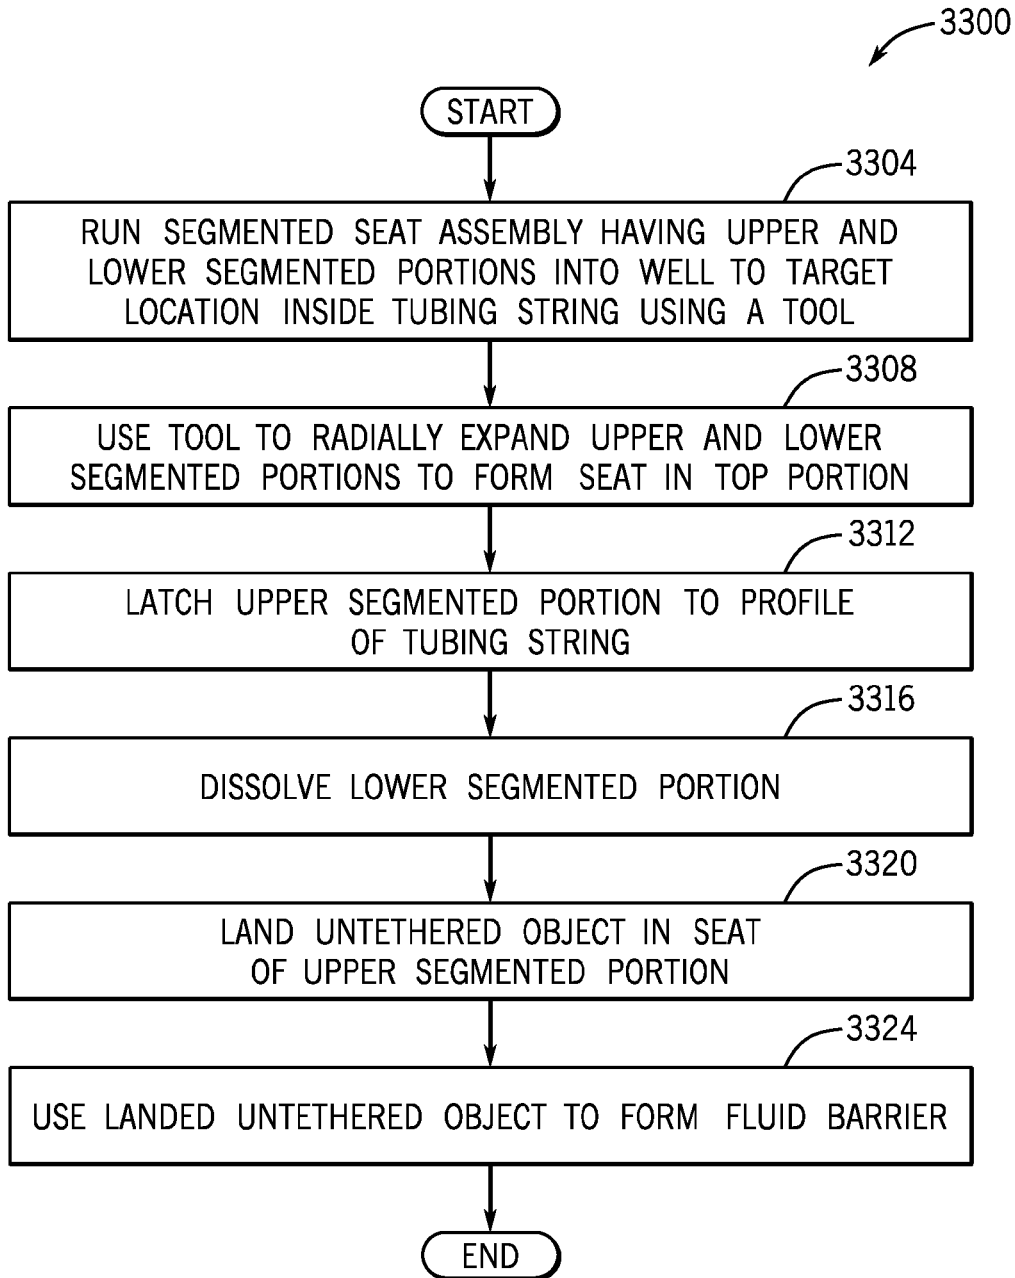 3300
START
3304
RUN SEGMENTED SEAT ASSEMBLY HAVING UPPER AND
LOWER SEGMENTED PORTIONS INTO WELL TO TARGET
LOCATION INSIDE TUBING STRING USING A TOOL
3308
USE TOOL TO RADIALLY EXPAND UPPER AND LOWER
SEGMENTED PORTIONS TO FORM SEAT IN TOP PORTION
3312
LATCH UPPER SEGMENTED PORTION TO PROFILE
OF TUBING STRING
3316
DISSOLVE LOWER SEGMENTED PORTION
3320
LAND UNTETHERED OBJECT IN SEAT
OF UPPER SEGMENTED PORTION
3324
USE LANDED UNTETHERED OBJECT TO FORM FLUID BARRIER
END